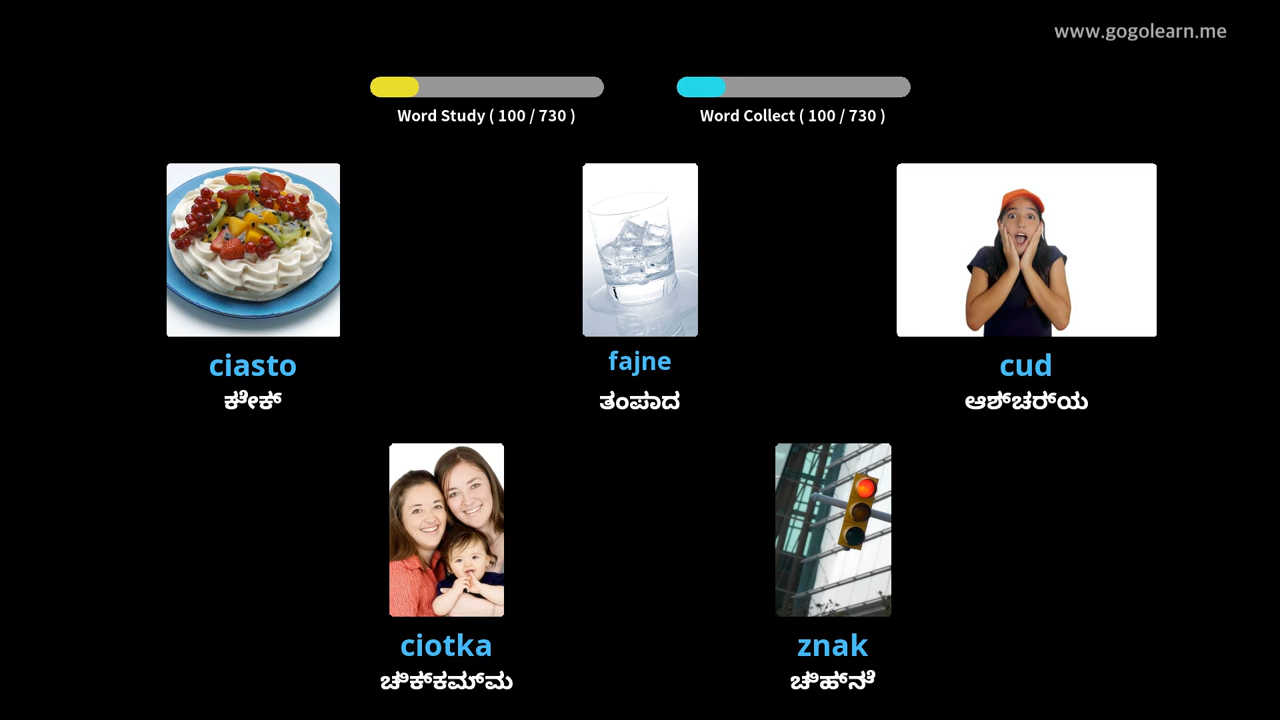 www.gogolearn.me
Word Study ( 100 / 730 )
Word Collect ( 100 / 730 )
ciasto
ಕೇಕ್
fajne
ತಂಪಾದ
cud
ಆಶ್ಚರ್ಯ
ciotka
ಚಿಕ್ಕಮ್ಮ
znak
ಚಿಹ್ನೆ